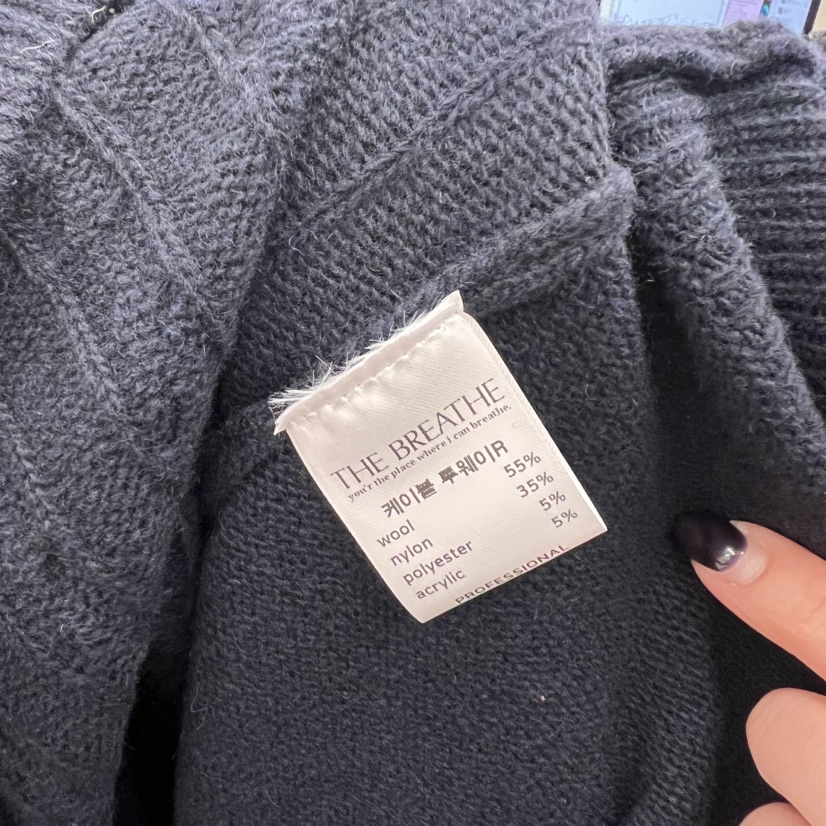 THE BREATHE
you'r the place where i can breathe.
케이블 투웨이R
wool 55%
nylon 35%
polyester 5%
acrylic 5%
PROFESSIONAL